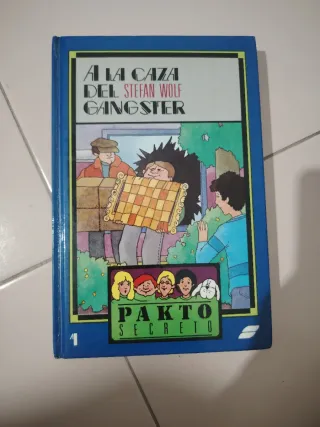 A LA CAZA
DEL STEFAN WOLF
GANGSTER
PAKTO
SECRETO
1